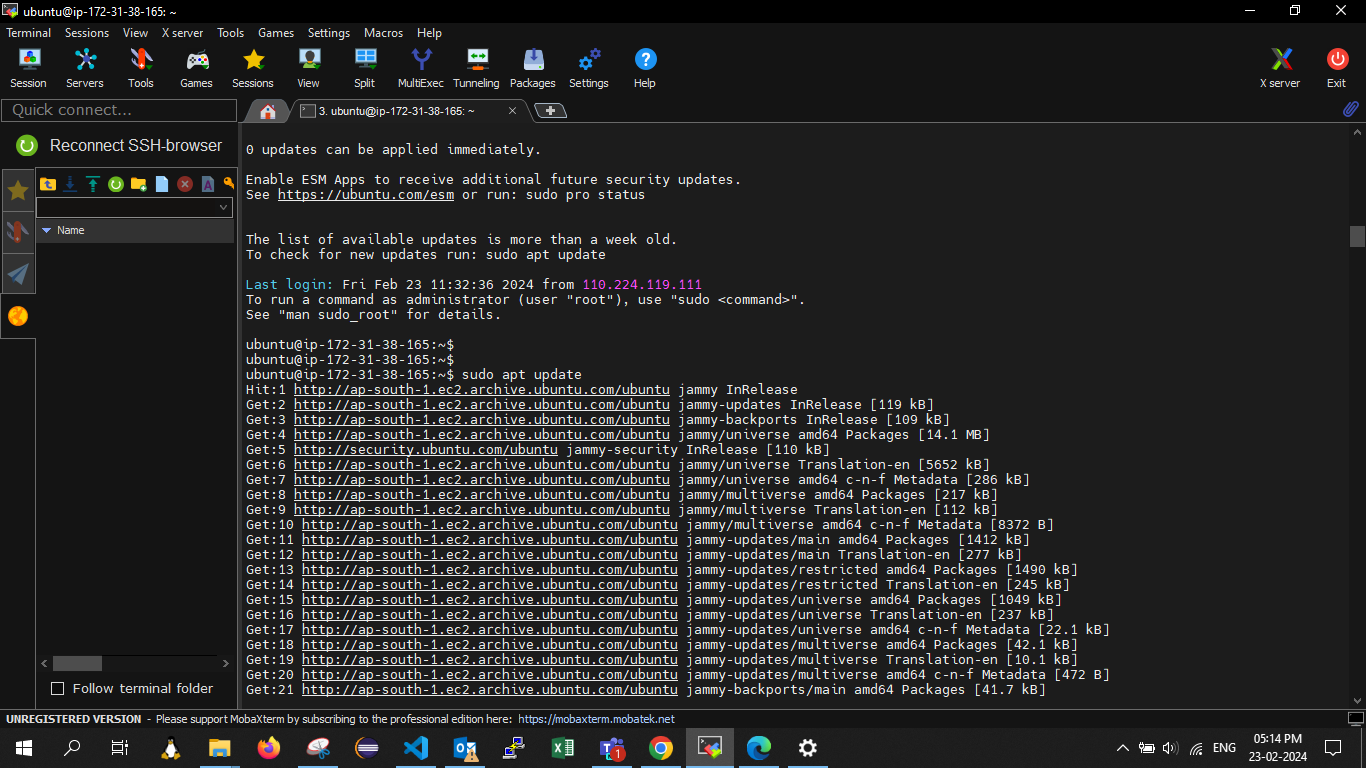 ubuntu@ip-172-31-38-165: ~
Terminal Sessions View X server Tools Games Settings Macros Help
Session Servers Tools Games Sessions View Split MultiExec Tunneling Packages Settings Help X server Exit
Quick connect...
3. ubuntu@ip-172-31-38-165: ~
Reconnect SSH-browser
Name
0 updates can be applied immediately.
Enable ESM Apps to receive additional future security updates.
See https://ubuntu.com/esm or run: sudo pro status
The list of available updates is more than a week old.
To check for new updates run: sudo apt update
Last login: Fri Feb 23 11:32:36 2024 from 110.224.119.111
To run a command as administrator (user "root"), use "sudo <command>".
See "man sudo_root" for details.
ubuntu@ip-172-31-38-165:~$
ubuntu@ip-172-31-38-165:~$
ubuntu@ip-172-31-38-165:~$ sudo apt update
Hit:1 http://ap-south-1.ec2.archive.ubuntu.com/ubuntu jammy InRelease
Get:2 http://ap-south-1.ec2.archive.ubuntu.com/ubuntu jammy-updates InRelease [119 kB]
Get:3 http://ap-south-1.ec2.archive.ubuntu.com/ubuntu jammy-backports InRelease [109 kB]
Get:4 http://ap-south-1.ec2.archive.ubuntu.com/ubuntu jammy/universe amd64 Packages [14.1 MB]
Get:5 http://security.ubuntu.com/ubuntu jammy-security InRelease [110 kB]
Get:6 http://ap-south-1.ec2.archive.ubuntu.com/ubuntu jammy/universe Translation-en [5652 kB]
Get:7 http://ap-south-1.ec2.archive.ubuntu.com/ubuntu jammy/universe amd64 c-n-f Metadata [286 kB]
Get:8 http://ap-south-1.ec2.archive.ubuntu.com/ubuntu jammy/multiverse amd64 Packages [217 kB]
Get:9 http://ap-south-1.ec2.archive.ubuntu.com/ubuntu jammy/multiverse Translation-en [112 kB]
Get:10 http://ap-south-1.ec2.archive.ubuntu.com/ubuntu jammy/multiverse amd64 c-n-f Metadata [8372 B]
Get:11 http://ap-south-1.ec2.archive.ubuntu.com/ubuntu jammy-updates/main amd64 Packages [1412 kB]
Get:12 http://ap-south-1.ec2.archive.ubuntu.com/ubuntu jammy-updates/main Translation-en [277 kB]
Get:13 http://ap-south-1.ec2.archive.ubuntu.com/ubuntu jammy-updates/restricted amd64 Packages [1490 kB]
Get:14 http://ap-south-1.ec2.archive.ubuntu.com/ubuntu jammy-updates/restricted Translation-en [245 kB]
Get:15 http://ap-south-1.ec2.archive.ubuntu.com/ubuntu jammy-updates/universe amd64 Packages [1049 kB]
Get:16 http://ap-south-1.ec2.archive.ubuntu.com/ubuntu jammy-updates/universe Translation-en [237 kB]
Get:17 http://ap-south-1.ec2.archive.ubuntu.com/ubuntu jammy-updates/universe amd64 c-n-f Metadata [22.1 kB]
Get:18 http://ap-south-1.ec2.archive.ubuntu.com/ubuntu jammy-updates/multiverse amd64 Packages [42.1 kB]
Get:19 http://ap-south-1.ec2.archive.ubuntu.com/ubuntu jammy-updates/multiverse Translation-en [10.1 kB]
Get:20 http://ap-south-1.ec2.archive.ubuntu.com/ubuntu jammy-updates/multiverse amd64 c-n-f Metadata [472 B]
Get:21 http://ap-south-1.ec2.archive.ubuntu.com/ubuntu jammy-backports/main amd64 Packages [41.7 kB]
Follow terminal folder
UNREGISTERED VERSION - Please support MobaXterm by subscribing to the professional edition here: https://mobaxterm.mobatek.net
1
ENG
05:14 PM
23-02-2024